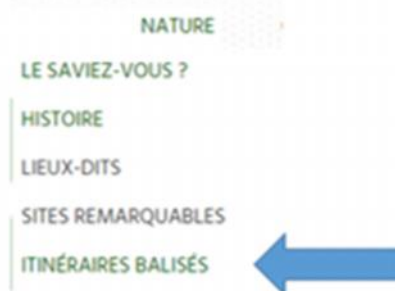 NATURE
LE SAVIEZ-VOUS ?
HISTOIRE
LIEUX-DITS
SITES REMARQUABLES
ITINÉRAIRES BALISÉS